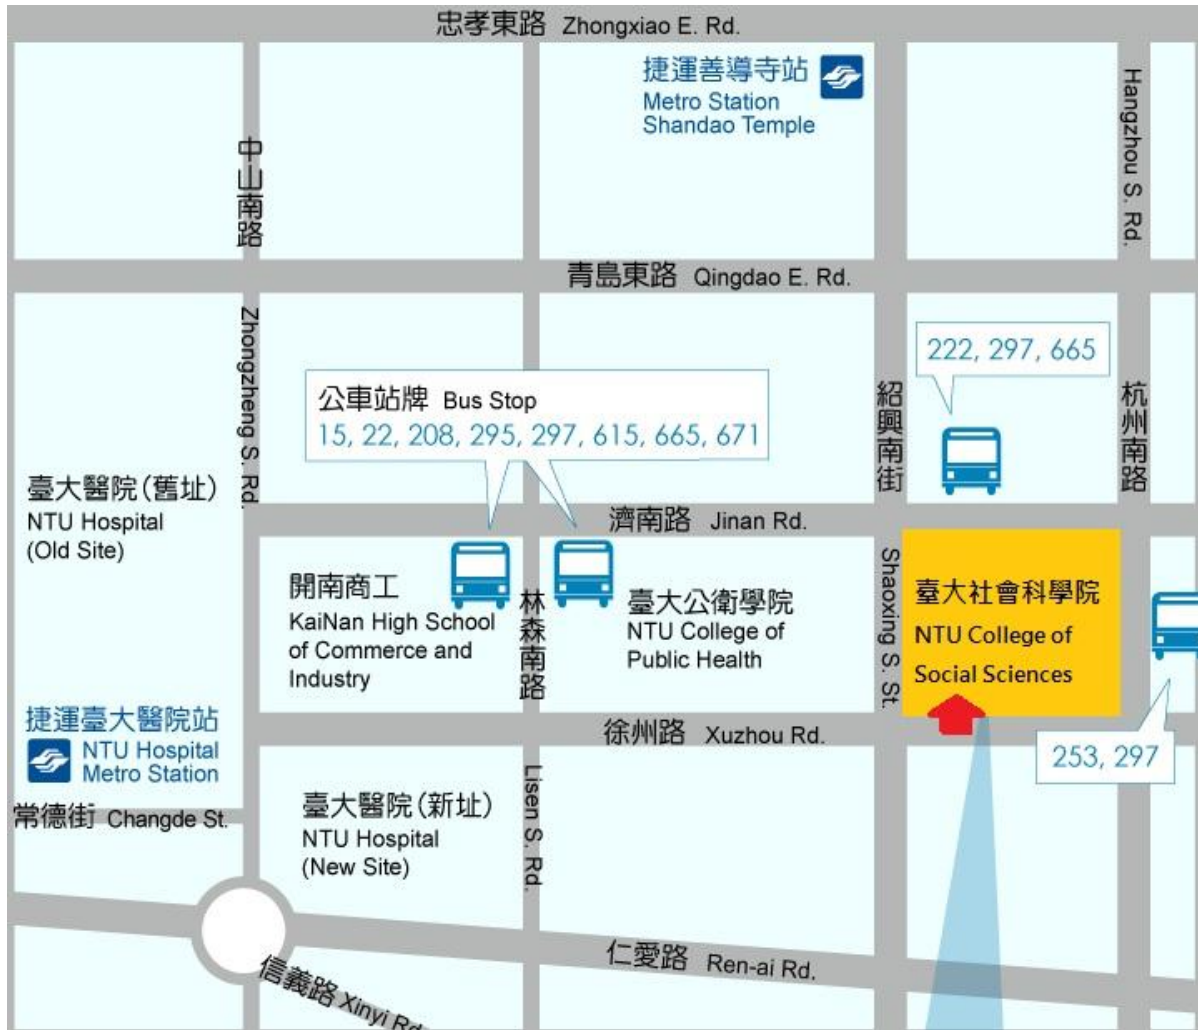 忠孝東路 Zhongxiao E. Rd.
捷運善導寺站
Metro Station
Shandao Temple
Hangzhou S. Rd.
中山南路
青島東路 Qingdao E. Rd.
Zhongzheng S. Rd.
222, 297, 665
公車站牌 Bus Stop
15, 22, 208, 295, 297, 615, 665, 671
紹興南街
杭州南路
臺大醫院(舊址)
NTU Hospital
(Old Site)
濟南路 Jinan Rd.
開南商工
KaiNan High School
of Commerce and
Industry
林森南路
臺大公衛學院
NTU College of
Public Health
Shaoxing S. St.
臺大社會科學院
NTU College of
Social Sciences
捷運臺大醫院站
NTU Hospital
Metro Station
徐州路 Xuzhou Rd.
253, 297
常德街 Changde St.
臺大醫院(新址)
NTU Hospital
(New Site)
Lisen S. Rd.
仁愛路 Ren-ai Rd.
信義路 Xinyi Rd